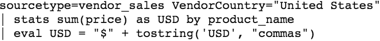 sourcetype=vendor_sales VendorCountry="United States"
| stats sum(price) as USD by product_name
| eval USD = "$" + tostring('USD', "commas")